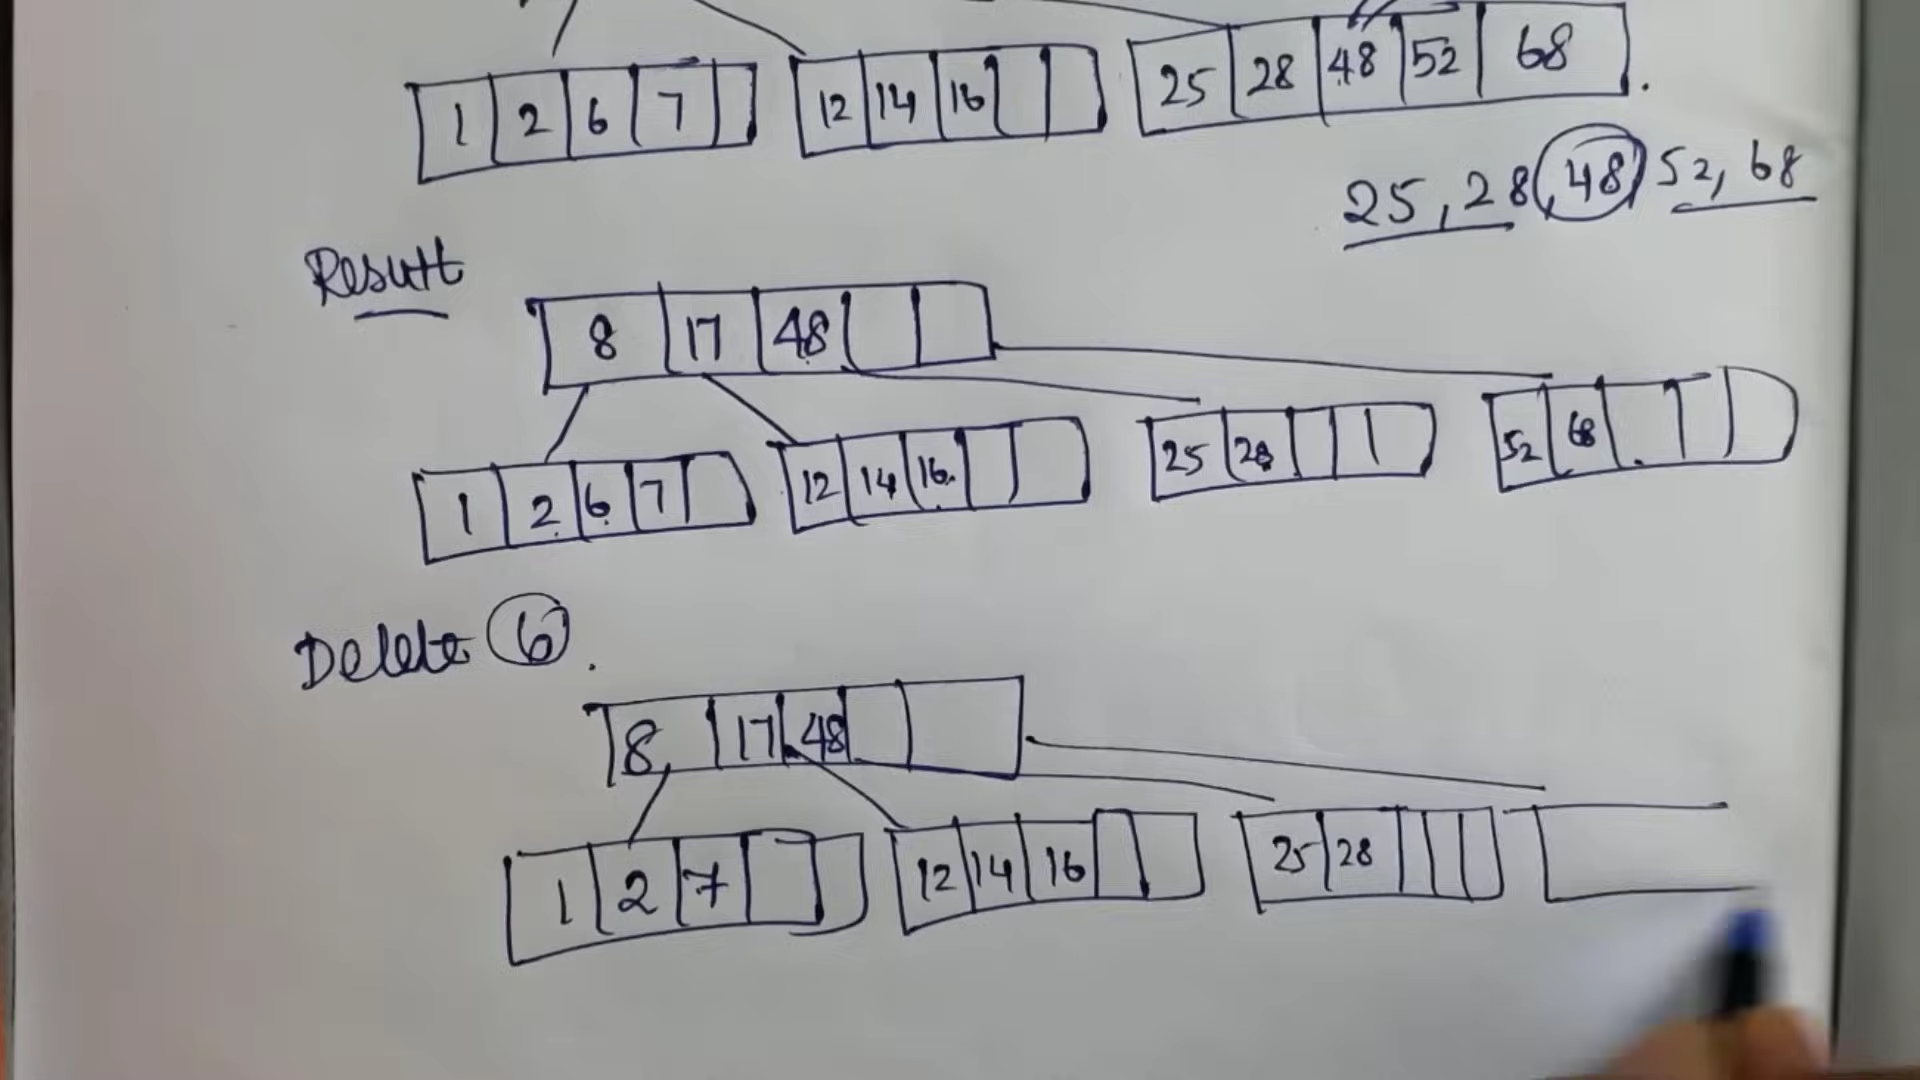 1 2 6 7 12 14 16 25 28 48 52 68
25, 28, 48 52, 68
Result
8 17 48
1 2 6 7 12 14 16 25 28 52 68
Delete 6.
8 17 48
1 2 7 12 14 16 25 28